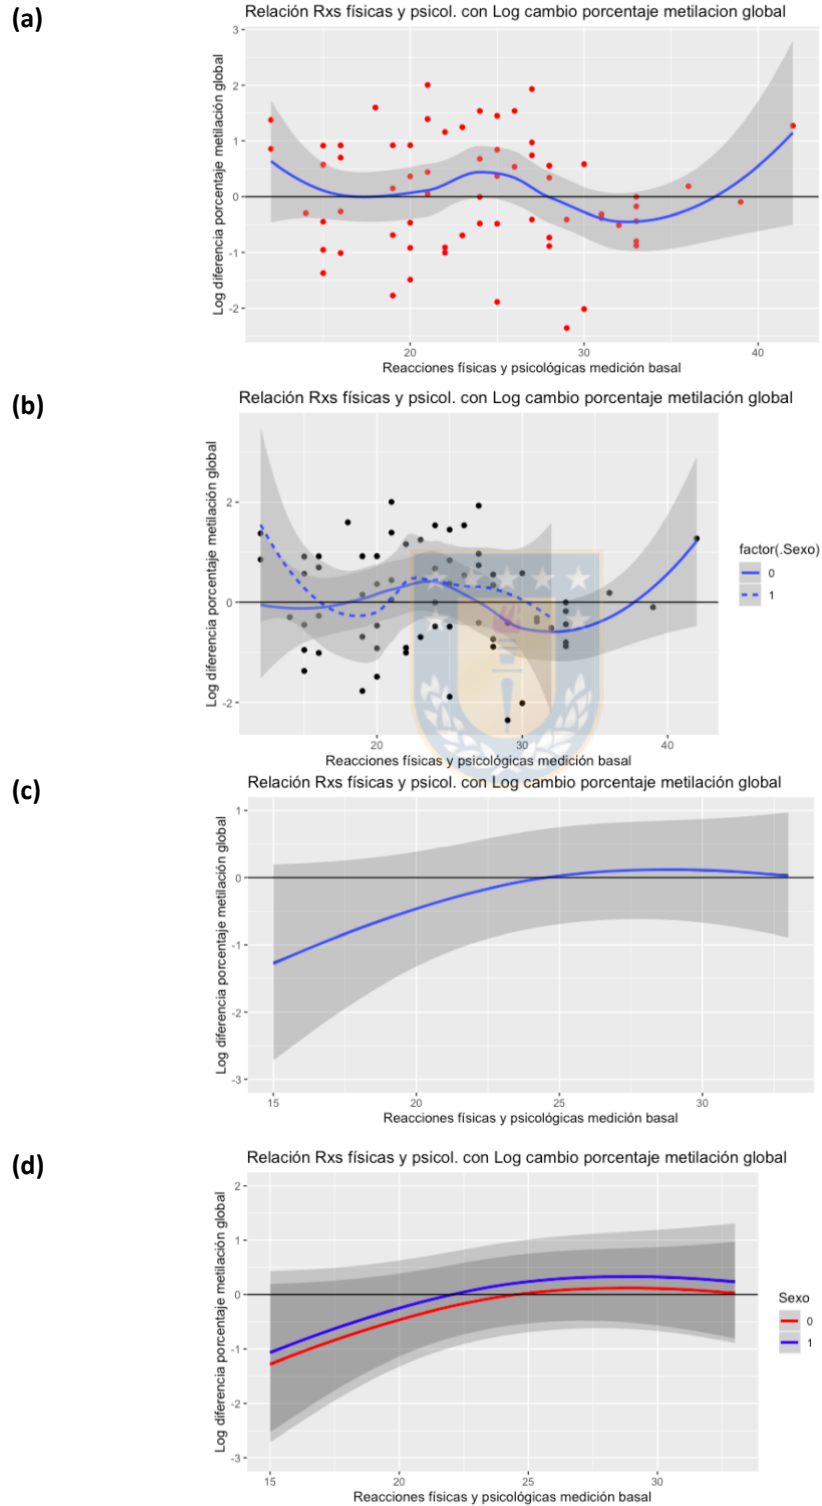 (a)
Relación Rxs físicas y psicol. con Log cambio porcentaje metilacion global
Log diferencia porcentaje metilación global
3
2
1
0
-1
-2
20
30
40
Reacciones físicas y psicológicas medición basal
(b)
Relación Rxs físicas y psicol. con Log cambio porcentaje metilación global
Log diferencia porcentaje metilación global
2
0
-2
20
30
40
Reacciones físicas y psicológicas medición basal
factor(.Sexo)
0
1
(c)
Relación Rxs físicas y psicol. con Log cambio porcentaje metilación global
Log diferencia porcentaje metilación global
1
0
-1
-2
-3
15
20
25
30
Reacciones físicas y psicológicas medición basal
(d)
Relación Rxs físicas y psicol. con Log cambio porcentaje metilación global
Log diferencia porcentaje metilación global
2
1
0
-1
-2
-3
15
20
25
30
Reacciones físicas y psicológicas medición basal
Sexo
0
1